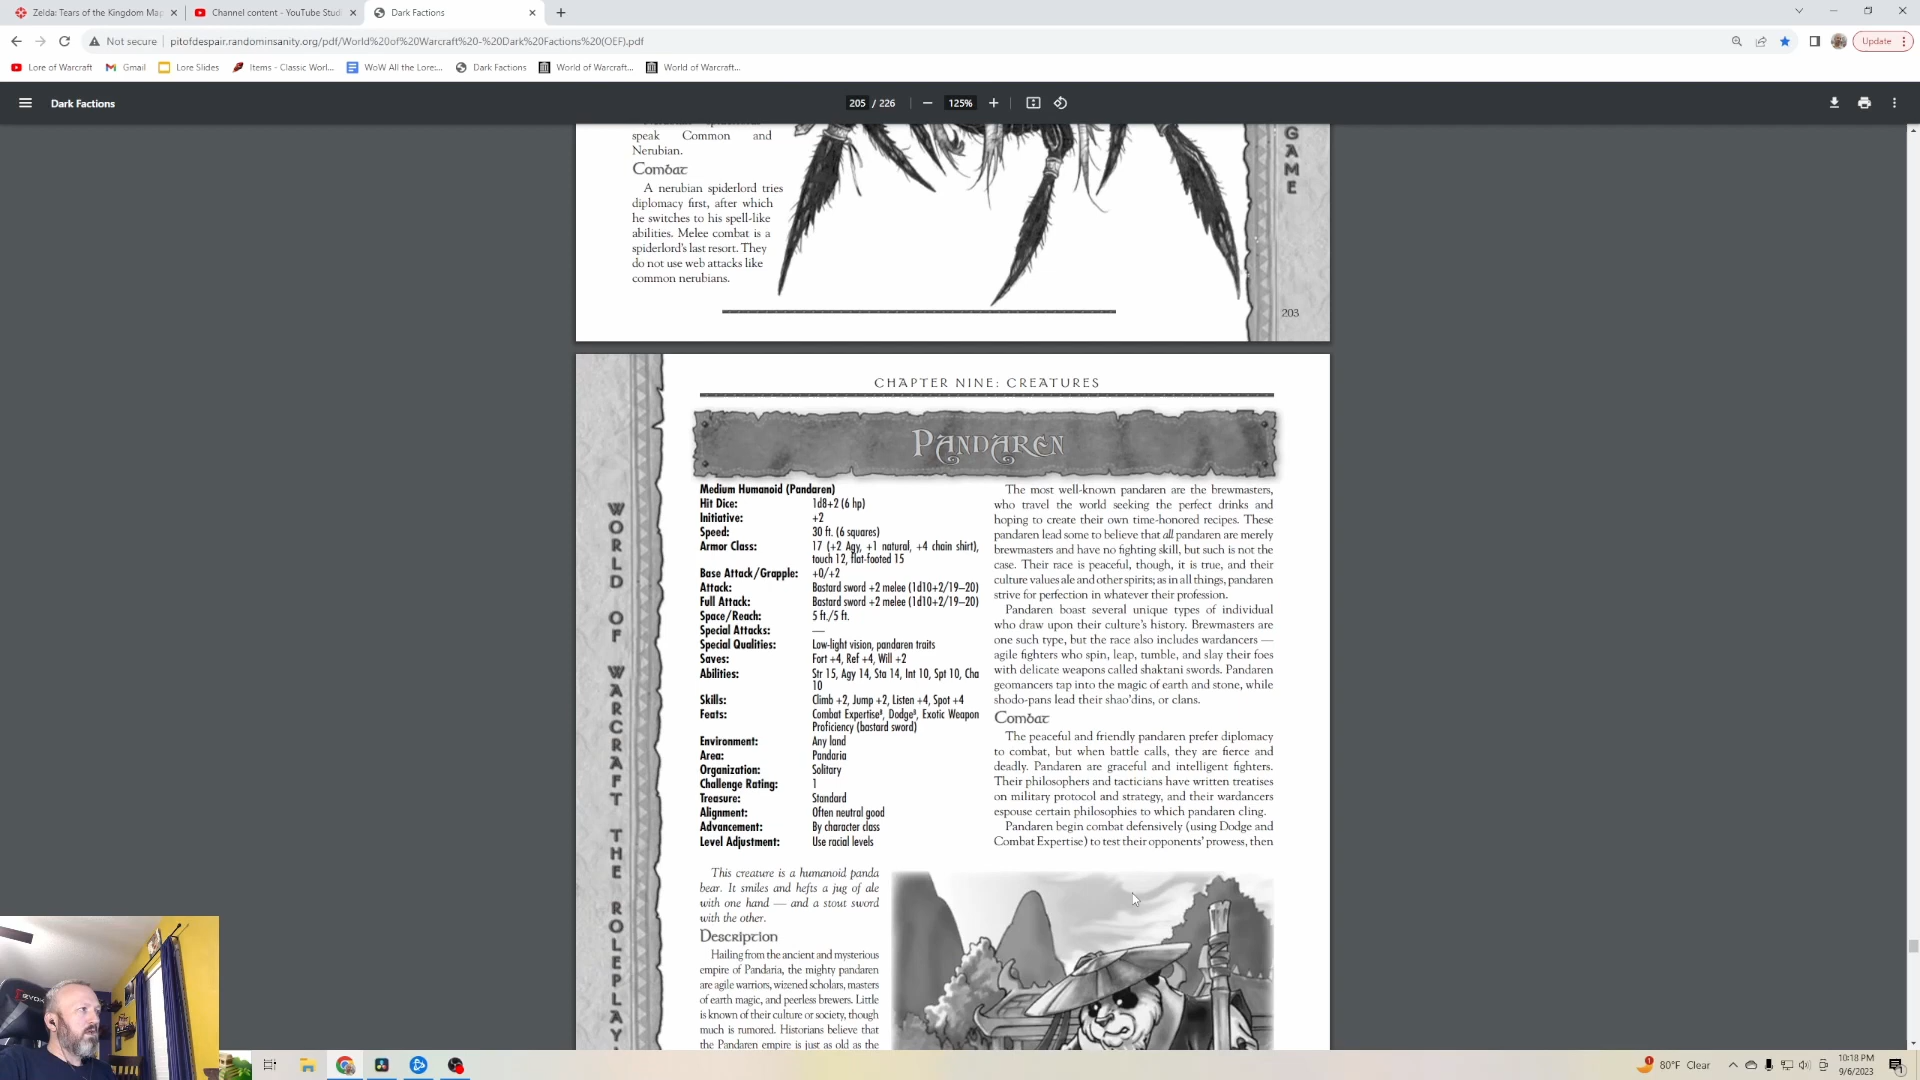 Zelda: Tears of the Kingdom Map
Channel content - YouTube Stud
Dark Factions
Not secure
pitofdespair.randominsanity.org/pdf/World%20of%20Warcraft%20-%20Dark%20Factions%20(OEF).pdf
Update
Lore of Warcraft
Gmail
Lore Slides
Items - Classic Worl...
WoW All the Lore:...
Dark Factions
World of Warcraft...
World of Warcraft...
Dark Factions
205 / 226
125%
speak Common and
Nerubian.
Combat
A nerubian spiderlord tries
diplomacy first, after which
he switches to his spell-like
abilities. Melee combat is a
spiderlord's last resort. They
do not use web attacks like
common nerubians.
GAME
203
CHAPTER NINE: CREATURES
PANDAREN
WORLD OF WARCRAFT THE ROLEPLAY
Medium Humanoid (Pandaren)
Hit Dice: 1d8+2 (6 hp)
Initiative: +2
Speed: 30 ft. (6 squares)
Armor Class: 17 (+2 Agy, +1 natural, +4 chain shirt),
touch 12, flat-footed 15
Base Attack/Grapple: +0/+2
Attack: Bastard sword +2 melee (1d10+2/19–20)
Full Attack: Bastard sword +2 melee (1d10+2/19–20)
Space/Reach: 5 ft./5 ft.
Special Attacks: —
Special Qualities: Low-light vision, pandaren traits
Saves: Fort +4, Ref +4, Will +2
Abilities: Str 15, Agy 14, Sta 14, Int 10, Spt 10, Cha
10
Skills: Climb +2, Jump +2, Listen +4, Spot +4
Feats: Combat Expertiseᴮ, Dodgeᴮ, Exotic Weapon
Proficiency (bastard sword)
Environment: Any land
Area: Pandaria
Organization: Solitary
Challenge Rating: 1
Treasure: Standard
Alignment: Often neutral good
Advancement: By character class
Level Adjustment: Use racial levels
This creature is a humanoid panda
bear. It smiles and hefts a jug of ale
with one hand — and a stout sword
with the other.
Description
Hailing from the ancient and mysterious
empire of Pandaria, the mighty pandaren
are agile warriors, wizened scholars, masters
of earth magic, and peerless brewers. Little
is known of their culture or society, though
much is rumored. Historians believe that
the Pandaren empire is just as old as the
The most well-known pandaren are the brewmasters,
who travel the world seeking the perfect drinks and
hoping to create their own time-honored recipes. These
pandaren lead some to believe that all pandaren are merely
brewmasters and have no fighting skill, but such is not the
case. Their race is peaceful, though, it is true, and their
culture values ale and other spirits; as in all things, pandaren
strive for perfection in whatever their profession.
Pandaren boast several unique types of individual
who draw upon their culture's history. Brewmasters are
one such type, but the race also includes wardancers —
agile fighters who spin, leap, tumble, and slay their foes
with delicate weapons called shaktani swords. Pandaren
geomancers tap into the magic of earth and stone, while
shodo-pans lead their shao'dins, or clans.
Combat
The peaceful and friendly pandaren prefer diplomacy
to combat, but when battle calls, they are fierce and
deadly. Pandaren are graceful and intelligent fighters.
Their philosophers and tacticians have written treatises
on military protocol and strategy, and their wardancers
espouse certain philosophies to which pandaren cling.
Pandaren begin combat defensively (using Dodge and
Combat Expertise) to test their opponents' prowess, then
80°F Clear
10:18 PM
9/6/2023